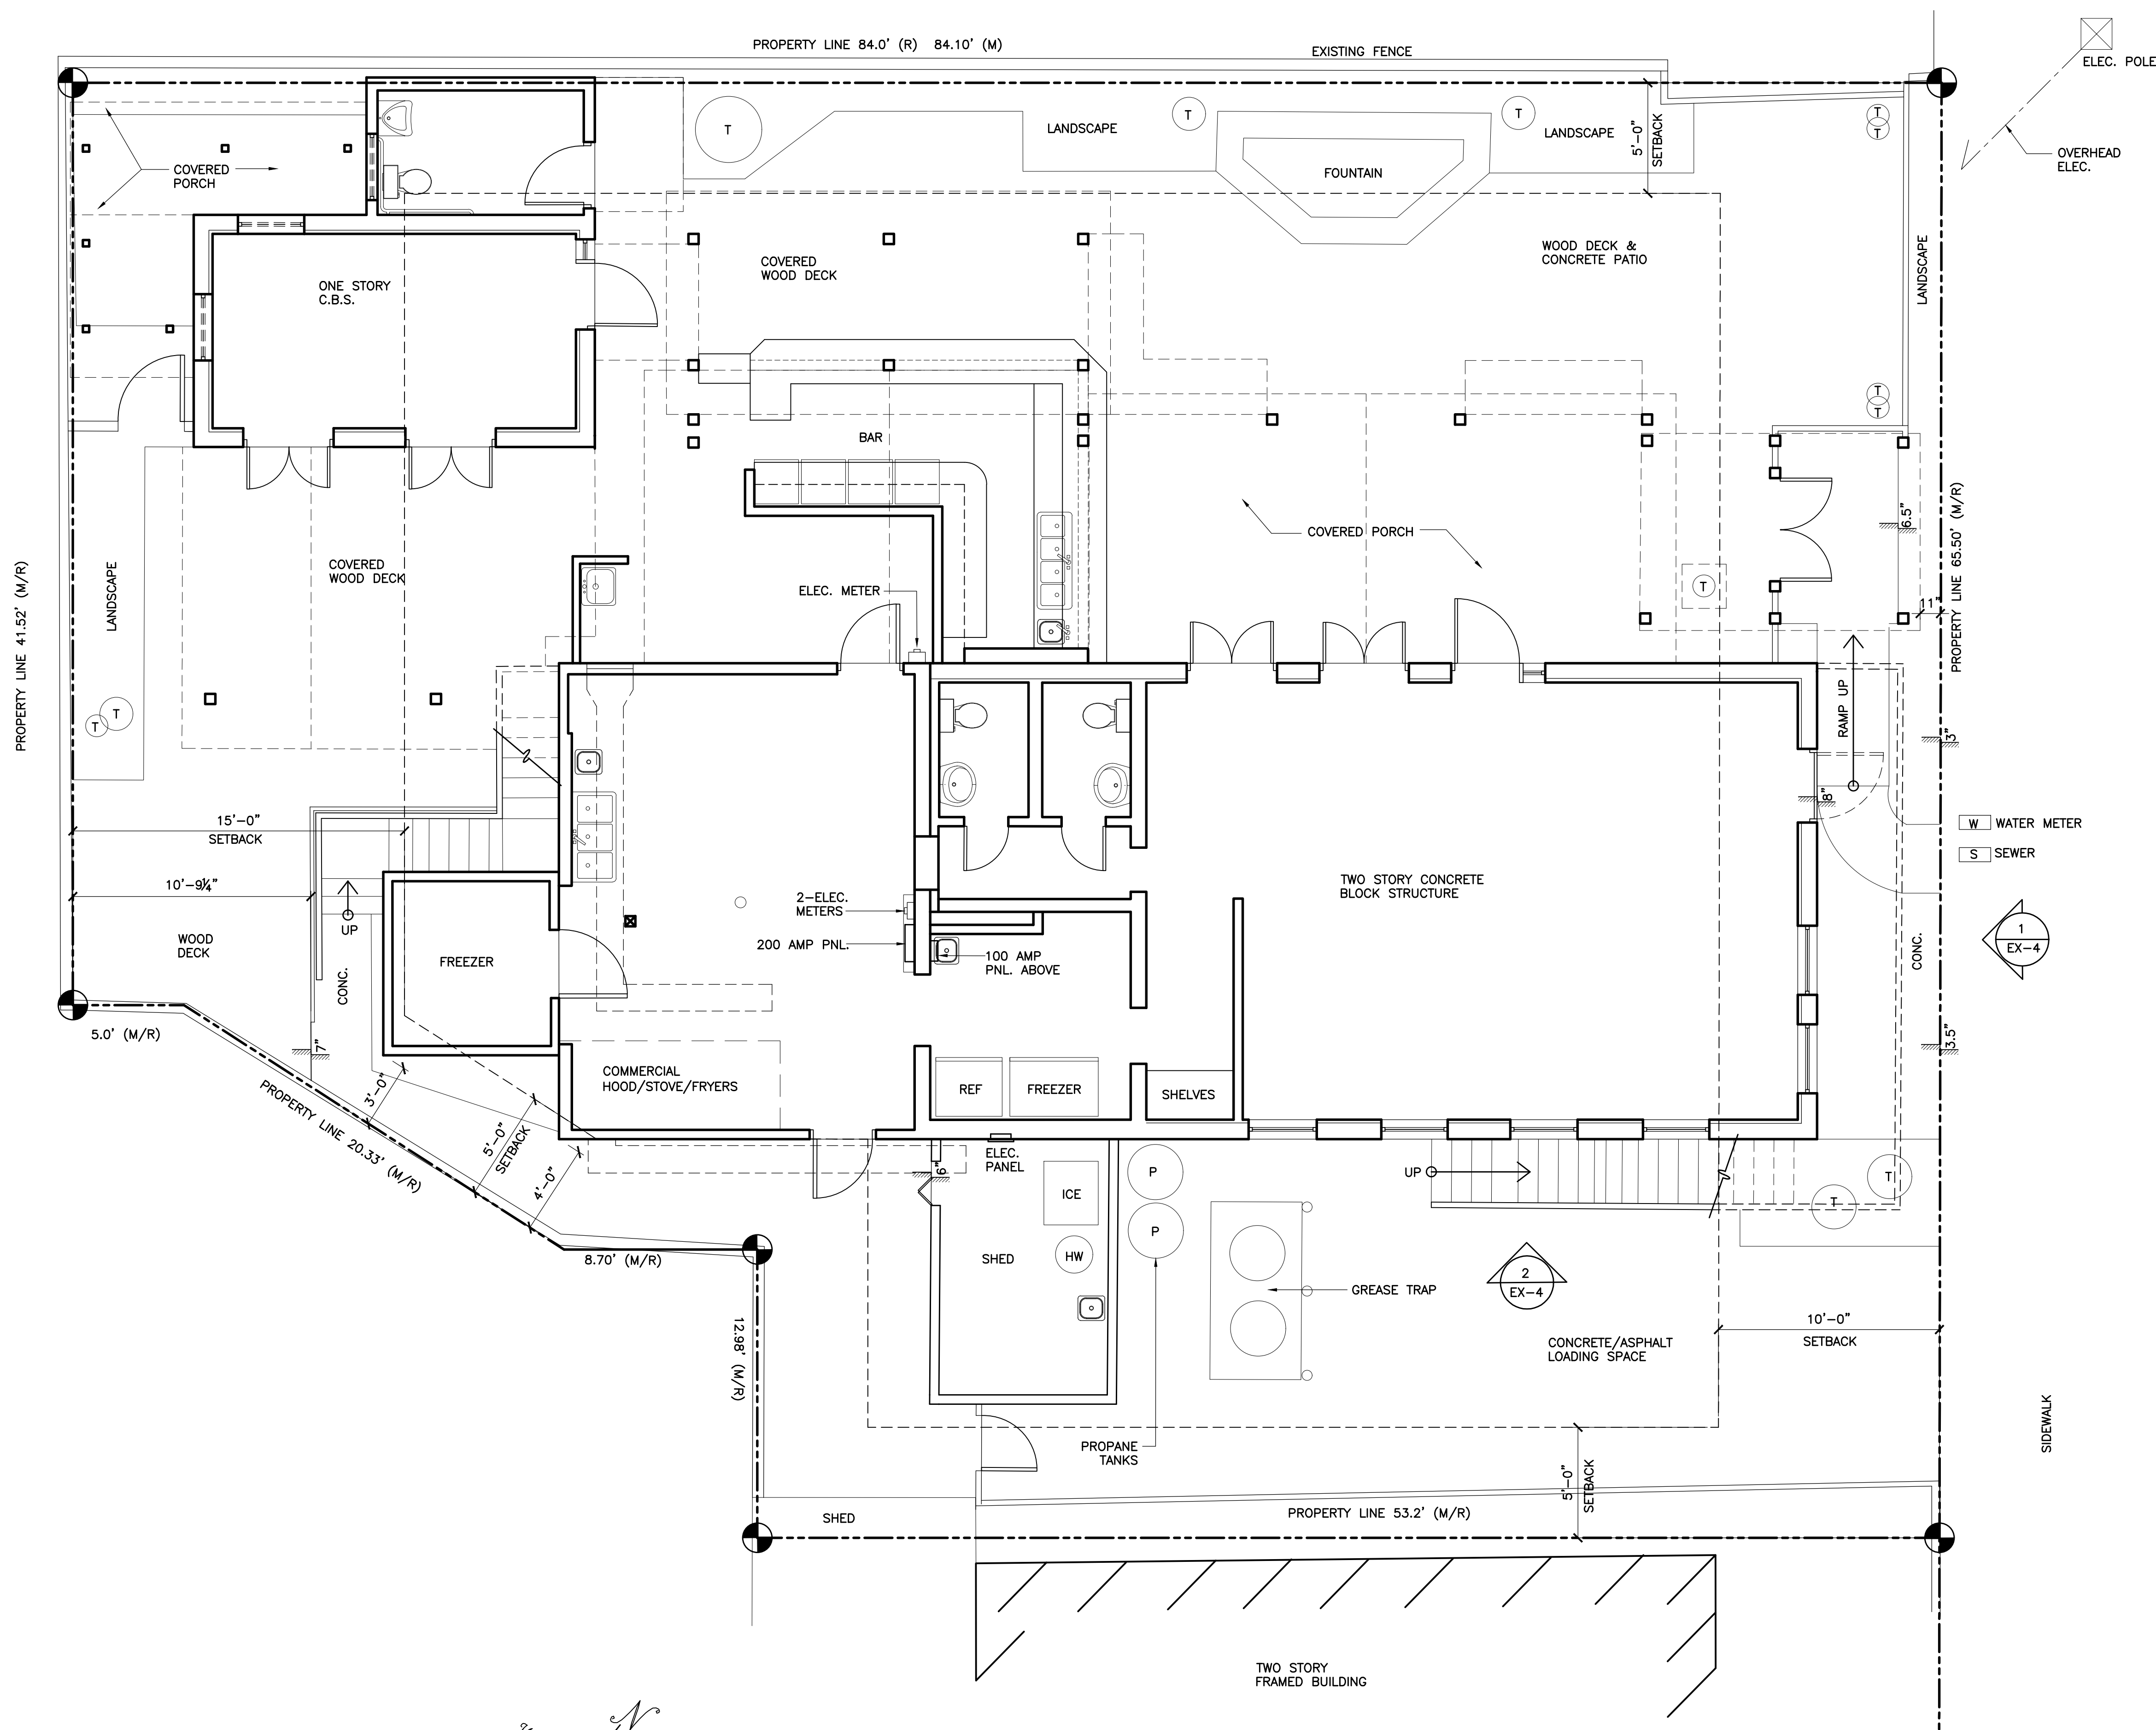 PROPERTY LINE 84.0' (R) 84.10' (M)
EXISTING FENCE
ELEC. POLE
OVERHEAD
ELEC.
COVERED
PORCH
T
LANDSCAPE
T
FOUNTAIN
T
LANDSCAPE
5'-0"
SETBACK
T
T
LANDSCAPE
ONE STORY
C.B.S.
COVERED
WOOD DECK
WOOD DECK &
CONCRETE PATIO
T
T
BAR
COVERED PORCH
6.5"
PROPERTY LINE 65.50' (M/R)
11"
T
PROPERTY LINE 41.52' (M/R)
LANDSCAPE
COVERED
WOOD DECK
ELEC. METER
T
T
RAMP UP
3"
8"
W WATER METER
S SEWER
15'-0"
SETBACK
10'-9¼"
UP
WOOD
DECK
CONC.
FREEZER
2-ELEC.
METERS
200 AMP PNL.
100 AMP
PNL. ABOVE
TWO STORY CONCRETE
BLOCK STRUCTURE
CONC.
1
EX-4
3.5"
5.0' (M/R)
7"
3'-0"
PROPERTY LINE 20.33' (M/R)
5'-0"
SETBACK
4'-0"
8.70' (M/R)
COMMERCIAL
HOOD/STOVE/FRYERS
REF
FREEZER
SHELVES
ELEC.
PANEL
6"
ICE
HW
SHED
P
P
UP
T
T
GREASE TRAP
2
EX-4
12.98' (M/R)
CONCRETE/ASPHALT
LOADING SPACE
10'-0"
SETBACK
SIDEWALK
PROPANE
TANKS
5'-0"
SETBACK
SHED
PROPERTY LINE 53.2' (M/R)
TWO STORY
FRAMED BUILDING
N